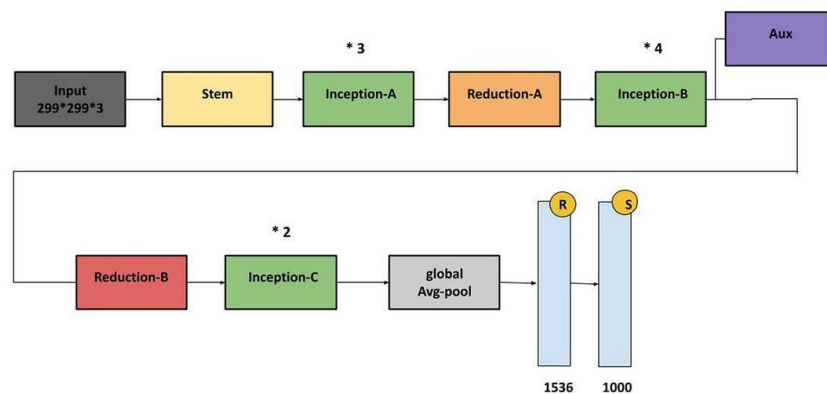 Aux
* 3
* 4
Input
299*299*3
Stem
Inception-A
Reduction-A
Inception-B
R
S
* 2
Reduction-B
Inception-C
global
Avg-pool
1536
1000